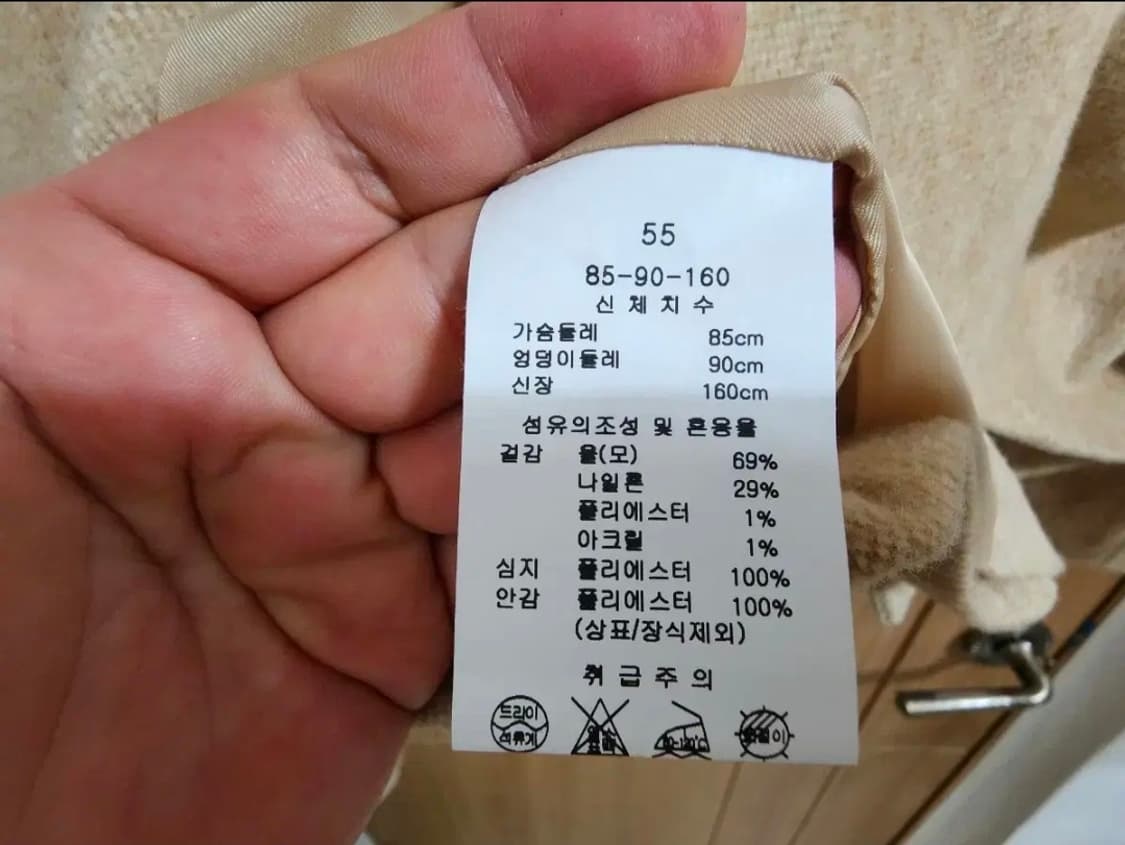 55
85-90-160
신 체 치 수
가슴둘레 85cm
엉덩이둘레 90cm
신장 160cm
섬유의조성 및 혼용율
겉감 울(모) 69%
나일론 29%
폴리에스터 1%
아크릴 1%
심지 폴리에스터 100%
안감 폴리에스터 100%
(상표/장식제외)
취 급 주 의
드라이
석유계